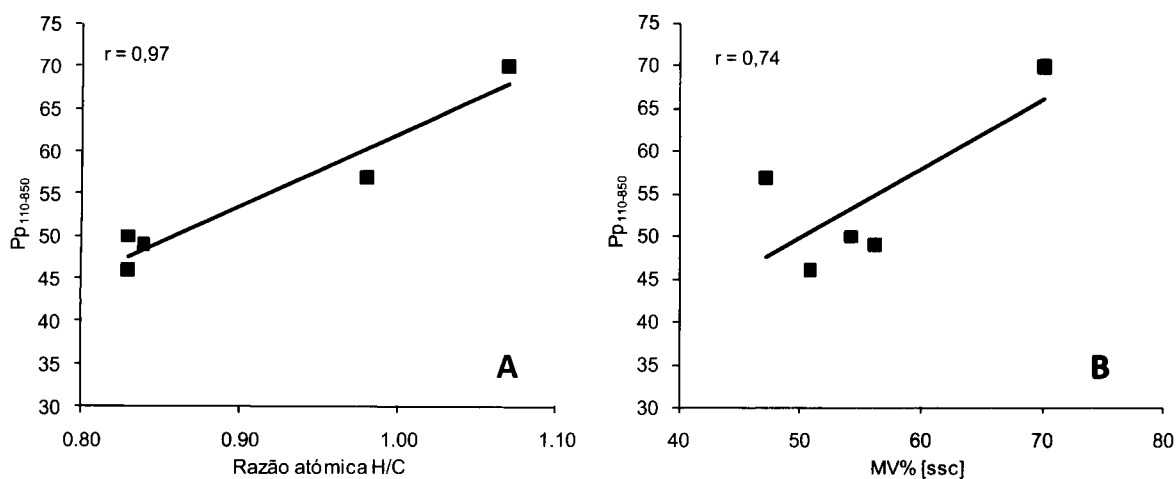 r = 0,97
75
70
65
60
55
50
45
40
35
30
Pp110-850
0.80 0.90 1.00 1.10
Razão atómica H/C
A
r = 0,74
75
70
65
60
55
50
45
40
35
30
Pp110-850
40 50 60 70 80
MV% [ssc]
B